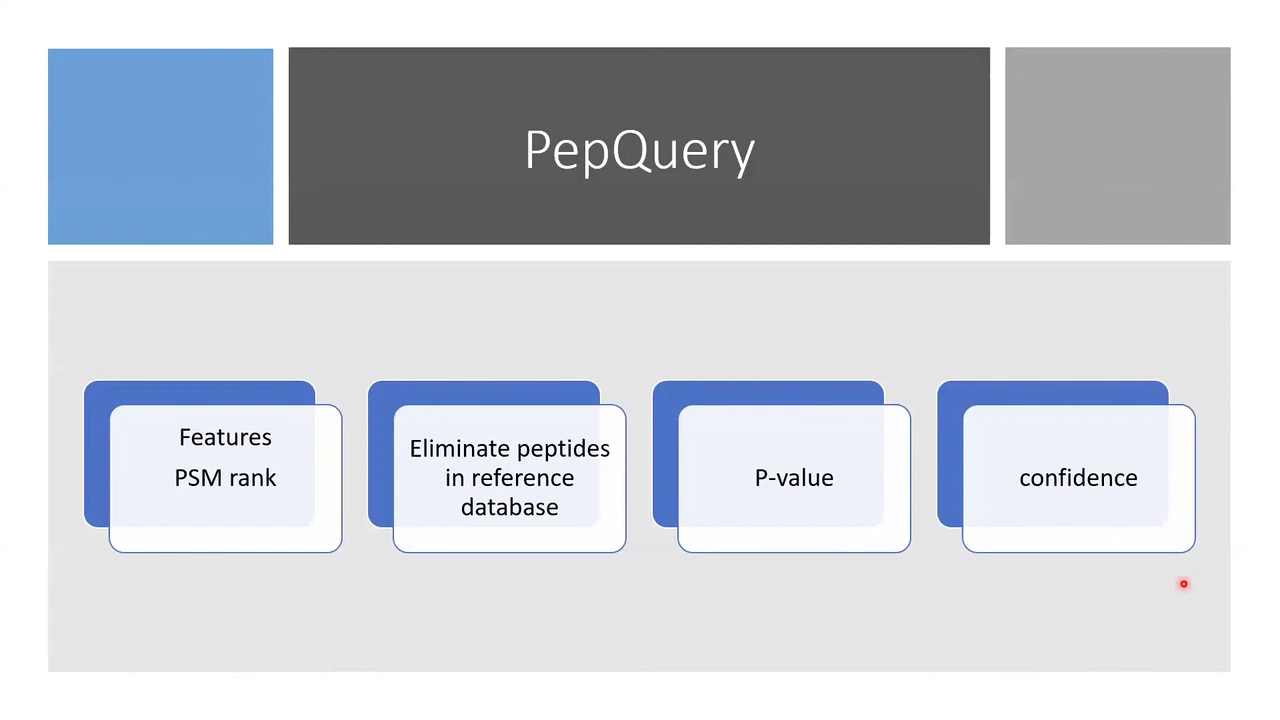 PepQuery
Features
PSM rank
Eliminate peptides
in reference
database
P-value
confidence